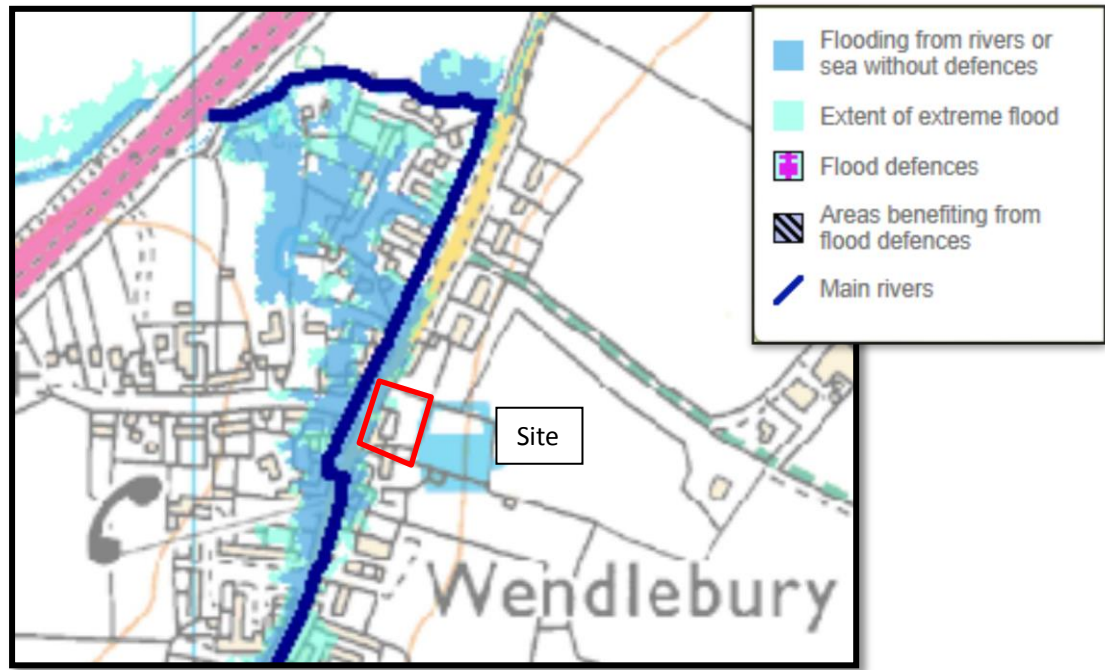 Flooding from rivers or
sea without defences
Extent of extreme flood
Flood defences
Areas benefiting from
flood defences
Main rivers
Site
Wendlebury